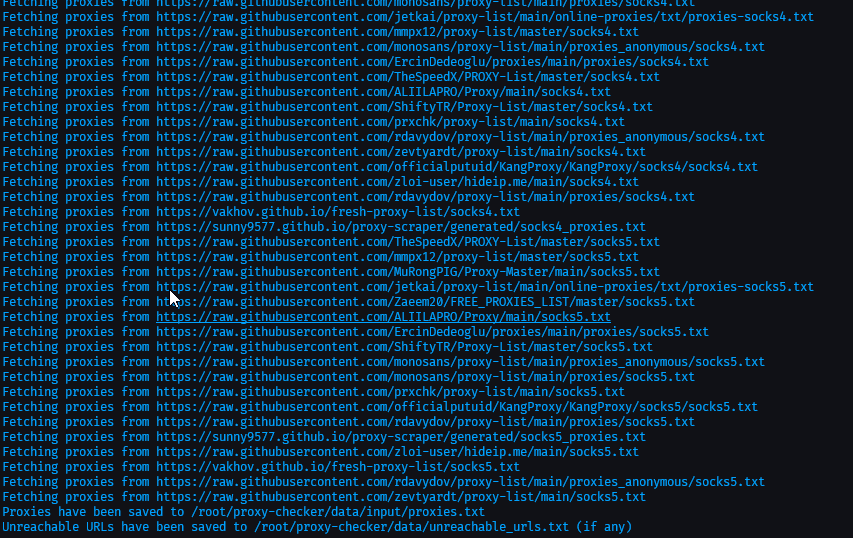 Fetching proxies from https://raw.githubusercontent.com/monosans/proxy-list/main/proxies/socks4.txt
Fetching proxies from https://raw.githubusercontent.com/jetkai/proxy-list/main/online-proxies/txt/proxies-socks4.txt
Fetching proxies from https://raw.githubusercontent.com/mmpx12/proxy-list/master/socks4.txt
Fetching proxies from https://raw.githubusercontent.com/monosans/proxy-list/main/proxies_anonymous/socks4.txt
Fetching proxies from https://raw.githubusercontent.com/ErcinDedeoglu/proxies/main/proxies/socks4.txt
Fetching proxies from https://raw.githubusercontent.com/TheSpeedX/PROXY-List/master/socks4.txt
Fetching proxies from https://raw.githubusercontent.com/ALIILAPRO/Proxy/main/socks4.txt
Fetching proxies from https://raw.githubusercontent.com/ShiftyTR/Proxy-List/master/socks4.txt
Fetching proxies from https://raw.githubusercontent.com/prxchk/proxy-list/main/socks4.txt
Fetching proxies from https://raw.githubusercontent.com/rdavydov/proxy-list/main/proxies_anonymous/socks4.txt
Fetching proxies from https://raw.githubusercontent.com/zevtyardt/proxy-list/main/socks4.txt
Fetching proxies from https://raw.githubusercontent.com/officialputuid/KangProxy/KangProxy/socks4/socks4.txt
Fetching proxies from https://raw.githubusercontent.com/zloi-user/hideip.me/main/socks4.txt
Fetching proxies from https://raw.githubusercontent.com/rdavydov/proxy-list/main/proxies/socks4.txt
Fetching proxies from https://vakhov.github.io/fresh-proxy-list/socks4.txt
Fetching proxies from https://sunny9577.github.io/proxy-scraper/generated/socks4_proxies.txt
Fetching proxies from https://raw.githubusercontent.com/TheSpeedX/PROXY-List/master/socks5.txt
Fetching proxies from https://raw.githubusercontent.com/mmpx12/proxy-list/master/socks5.txt
Fetching proxies from https://raw.githubusercontent.com/MuRongPIG/Proxy-Master/main/socks5.txt
Fetching proxies from https://raw.githubusercontent.com/jetkai/proxy-list/main/online-proxies/txt/proxies-socks5.txt
Fetching proxies from https://raw.githubusercontent.com/Zaeem20/FREE_PROXIES_LIST/master/socks5.txt
Fetching proxies from https://raw.githubusercontent.com/ALIILAPRO/Proxy/main/socks5.txt
Fetching proxies from https://raw.githubusercontent.com/ErcinDedeoglu/proxies/main/proxies/socks5.txt
Fetching proxies from https://raw.githubusercontent.com/ShiftyTR/Proxy-List/master/socks5.txt
Fetching proxies from https://raw.githubusercontent.com/monosans/proxy-list/main/proxies_anonymous/socks5.txt
Fetching proxies from https://raw.githubusercontent.com/monosans/proxy-list/main/proxies/socks5.txt
Fetching proxies from https://raw.githubusercontent.com/prxchk/proxy-list/main/socks5.txt
Fetching proxies from https://raw.githubusercontent.com/officialputuid/KangProxy/KangProxy/socks5/socks5.txt
Fetching proxies from https://raw.githubusercontent.com/rdavydov/proxy-list/main/proxies/socks5.txt
Fetching proxies from https://sunny9577.github.io/proxy-scraper/generated/socks5_proxies.txt
Fetching proxies from https://raw.githubusercontent.com/zloi-user/hideip.me/main/socks5.txt
Fetching proxies from https://vakhov.github.io/fresh-proxy-list/socks5.txt
Fetching proxies from https://raw.githubusercontent.com/rdavydov/proxy-list/main/proxies_anonymous/socks5.txt
Fetching proxies from https://raw.githubusercontent.com/zevtyardt/proxy-list/main/socks5.txt
Proxies have been saved to /root/proxy-checker/data/input/proxies.txt
Unreachable URLs have been saved to /root/proxy-checker/data/unreachable_urls.txt (if any)